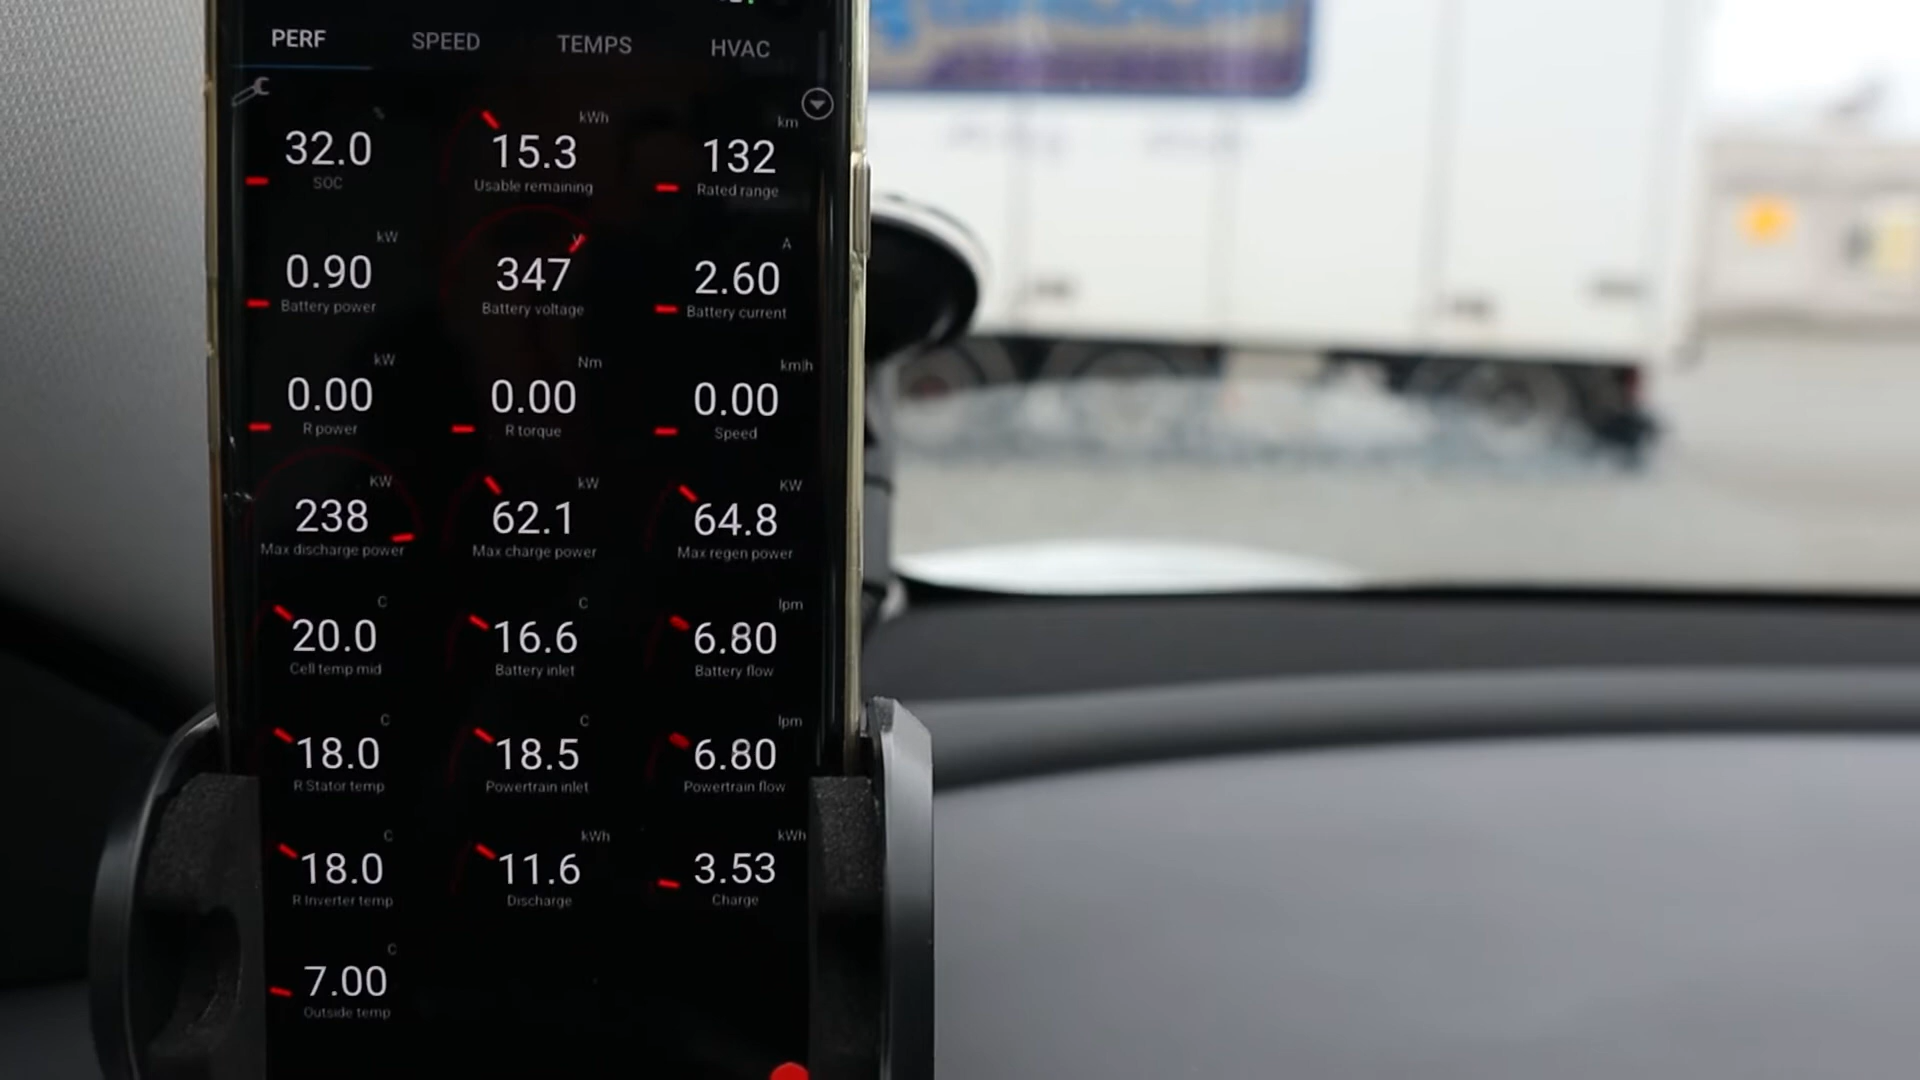 PERF SPEED TEMPS HVAC
% kWh km
32.0 15.3 132
SOC Usable remaining Rated range
kW V A
0.90 347 2.60
Battery power Battery voltage Battery current
kW Nm km|h
0.00 0.00 0.00
R power R torque Speed
KW kW KW
238 62.1 64.8
Max discharge power Max charge power Max regen power
C C lpm
20.0 16.6 6.80
Cell temp mid Battery inlet Battery flow
C C lpm
18.0 18.5 6.80
R Stator temp Powertrain inlet Powertrain flow
C kWh kWh
18.0 11.6 3.53
R Inverter temp Discharge Charge
C
7.00
Outside temp